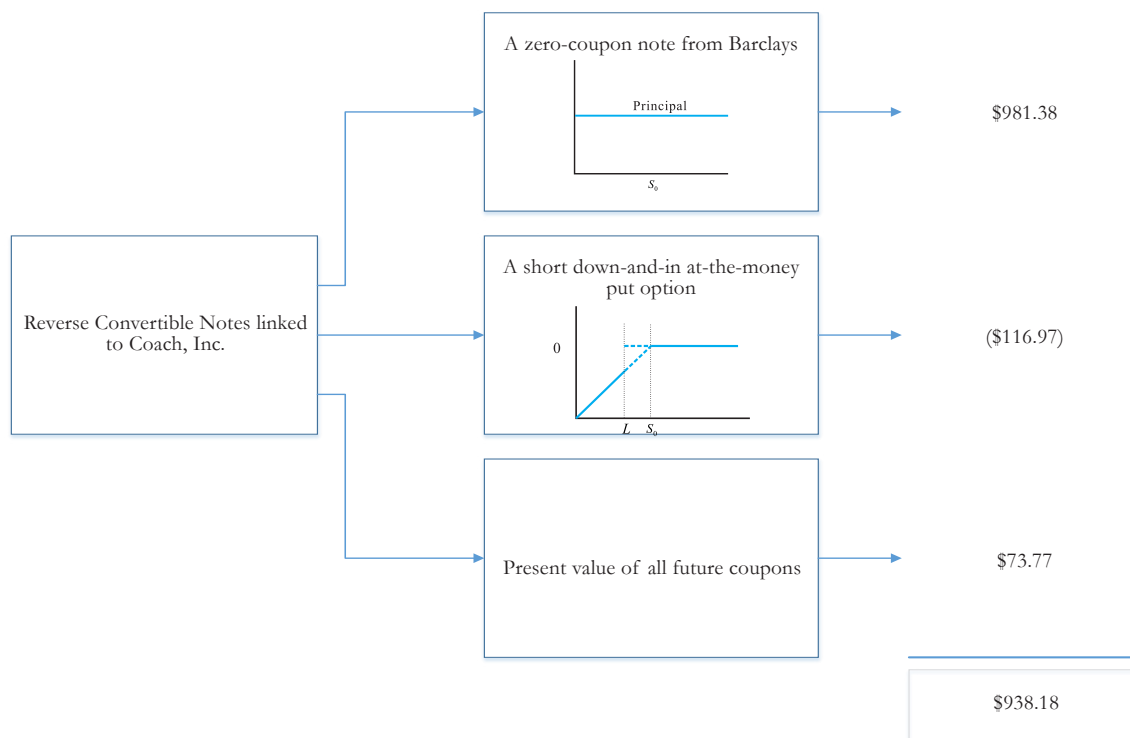 A zero-coupon note from Barclays
Principal
S₀
$981.38
Reverse Convertible Notes linked
to Coach, Inc.
A short down-and-in at-the-money
put option
0
L S₀
($116.97)
Present value of all future coupons
$73.77
$938.18